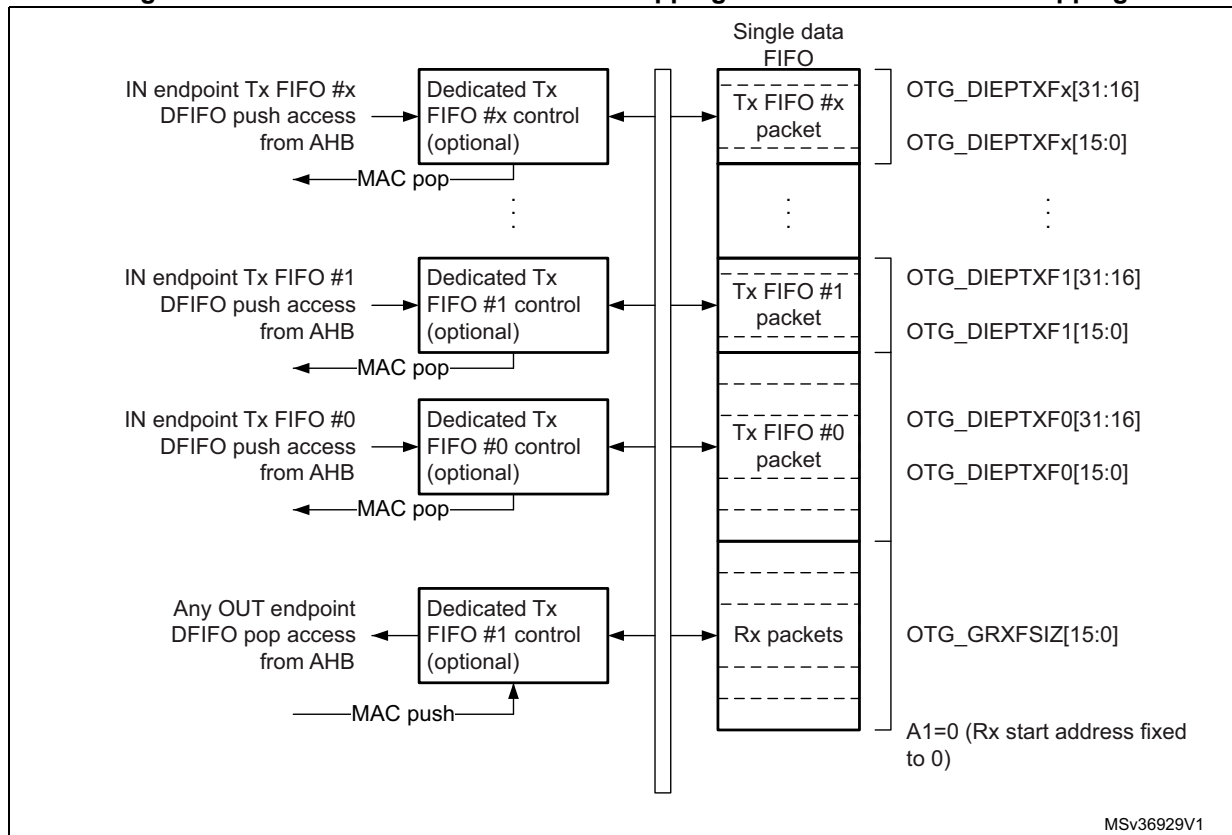 Single data
FIFO
IN endpoint Tx FIFO #x
DFIFO push access
from AHB
Dedicated Tx
FIFO #x control
(optional)
MAC pop
Tx FIFO #x
packet
OTG_DIEPTXFx[31:16]
OTG_DIEPTXFx[15:0]
IN endpoint Tx FIFO #1
DFIFO push access
from AHB
Dedicated Tx
FIFO #1 control
(optional)
MAC pop
Tx FIFO #1
packet
OTG_DIEPTXF1[31:16]
OTG_DIEPTXF1[15:0]
IN endpoint Tx FIFO #0
DFIFO push access
from AHB
Dedicated Tx
FIFO #0 control
(optional)
MAC pop
Tx FIFO #0
packet
OTG_DIEPTXF0[31:16]
OTG_DIEPTXF0[15:0]
Any OUT endpoint
DFIFO pop access
from AHB
Dedicated Tx
FIFO #1 control
(optional)
MAC push
Rx packets
OTG_GRXFSIZ[15:0]
A1=0 (Rx start address fixed
to 0)
MSv36929V1